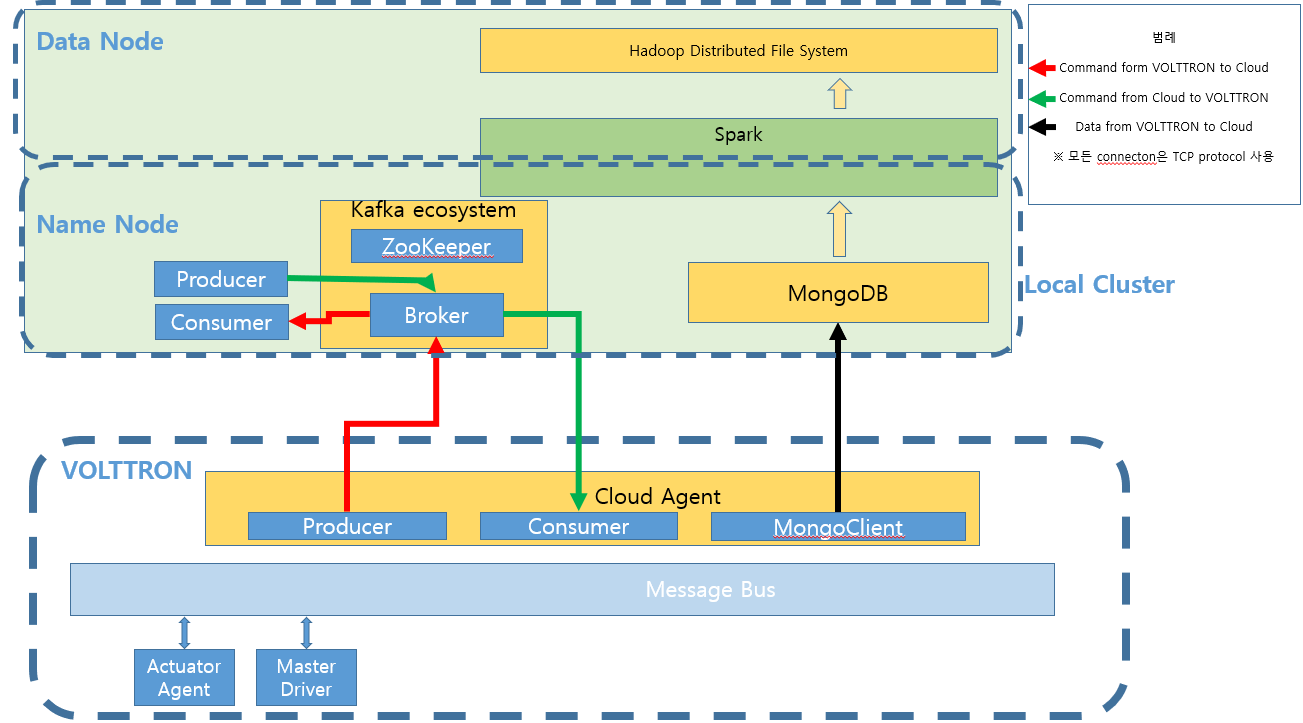 Data Node
Hadoop Distributed File System
Spark
범례
Command form VOLTTRON to Cloud
Command from Cloud to VOLTTRON
Data from VOLTTRON to Cloud
※ 모든 connecton은 TCP protocol 사용
Name Node
Kafka ecosystem
ZooKeeper
Producer
Consumer
Broker
MongoDB
Local Cluster
VOLTTRON
Cloud Agent
Producer
Consumer
MongoClient
Message Bus
Actuator
Agent
Master
Driver